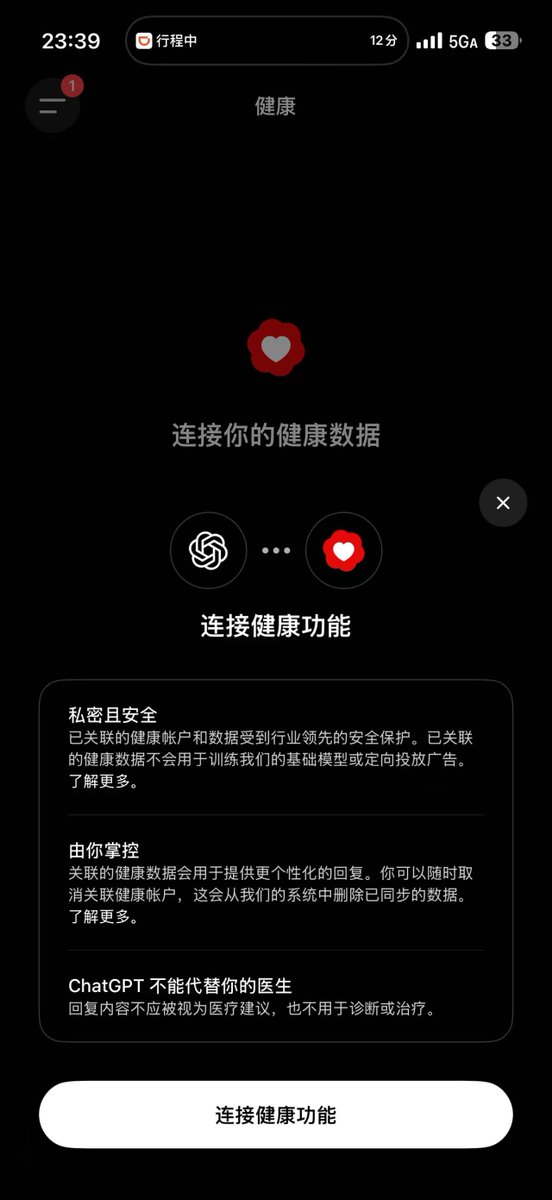 23:39
行程中
12分
5GA
33
1
健康
连接你的健康数据
连接健康功能
私密且安全
已关联的健康帐户和数据受到行业领先的安全保护。已关联
的健康数据不会用于训练我们的基础模型或定向投放广告。
了解更多。
由你掌控
关联的健康数据会用于提供更个性化的回复。你可以随时取
消关联健康帐户，这会从我们的系统中删除已同步的数据。
了解更多。
ChatGPT 不能代替你的医生
回复内容不应被视为医疗建议，也不用于诊断或治疗。
连接健康功能